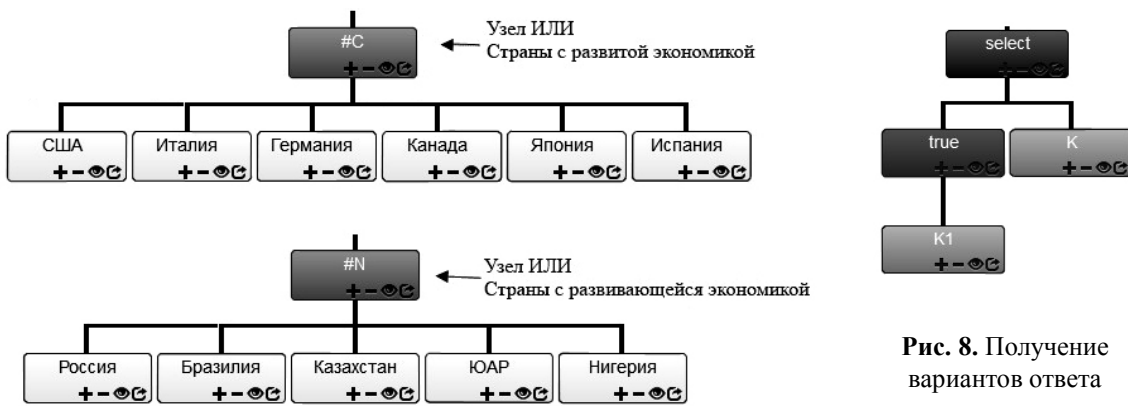 #C
Узел ИЛИ
Страны с развитой экономикой
США Италия Германия Канада Япония Испания
#N
Узел ИЛИ
Страны с развивающейся экономикой
Россия Бразилия Казахстан ЮАР Нигерия
select
true K
K1
Рис. 8. Получение
вариантов ответа